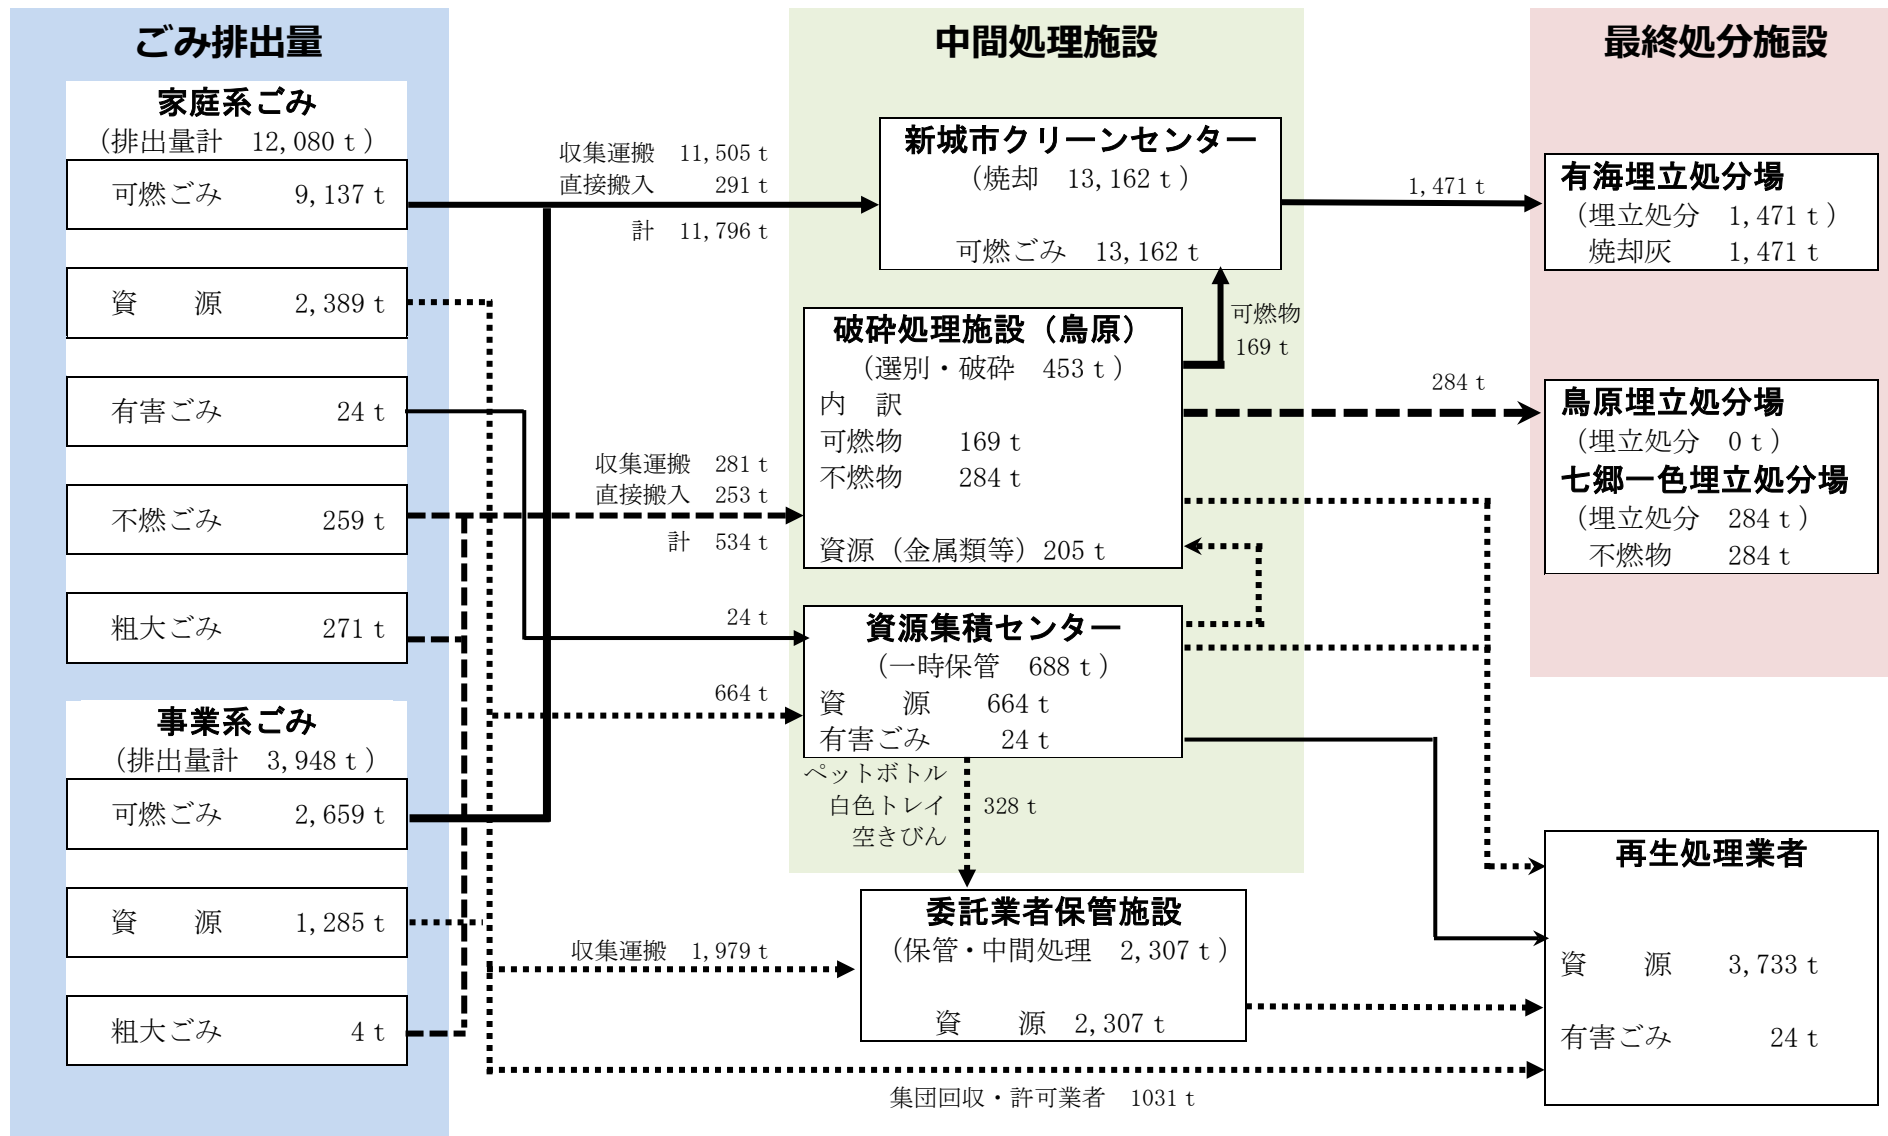 ごみ排出量
家庭系ごみ
（排出量計　12,080ｔ）
可燃ごみ　9,137ｔ
資　　源　2,389ｔ
有害ごみ　24ｔ
不燃ごみ　259ｔ
粗大ごみ　271ｔ
事業系ごみ
（排出量計　3,948ｔ）
可燃ごみ　2,659ｔ
資　　源　1,285ｔ
粗大ごみ　4ｔ
収集運搬　11,505ｔ
直接搬入　291ｔ
計　11,796ｔ
収集運搬　281ｔ
直接搬入　253ｔ
計　534ｔ
24ｔ
664ｔ
収集運搬　1,979ｔ
中間処理施設
新城市クリーンセンター
（焼却　13,162ｔ）
可燃ごみ　13,162ｔ
可燃物
169ｔ
破砕処理施設（鳥原）
（選別・破砕　453ｔ）
内　訳
可燃物　169ｔ
不燃物　284ｔ
資源（金属類等）205ｔ
資源集積センター
（一時保管　688ｔ）
資　　源　664ｔ
有害ごみ　24ｔ
ペットボトル
白色トレイ
空きびん
328ｔ
委託業者保管施設
（保管・中間処理　2,307ｔ）
資　　源　2,307ｔ
集団回収・許可業者　1031ｔ
1,471ｔ
284ｔ
最終処分施設
有海埋立処分場
（埋立処分　1,471ｔ）
焼却灰　1,471ｔ
鳥原埋立処分場
（埋立処分　0ｔ）
七郷一色埋立処分場
（埋立処分　284ｔ）
不燃物　284ｔ
再生処理業者
資　　源　3,733ｔ
有害ごみ　24ｔ